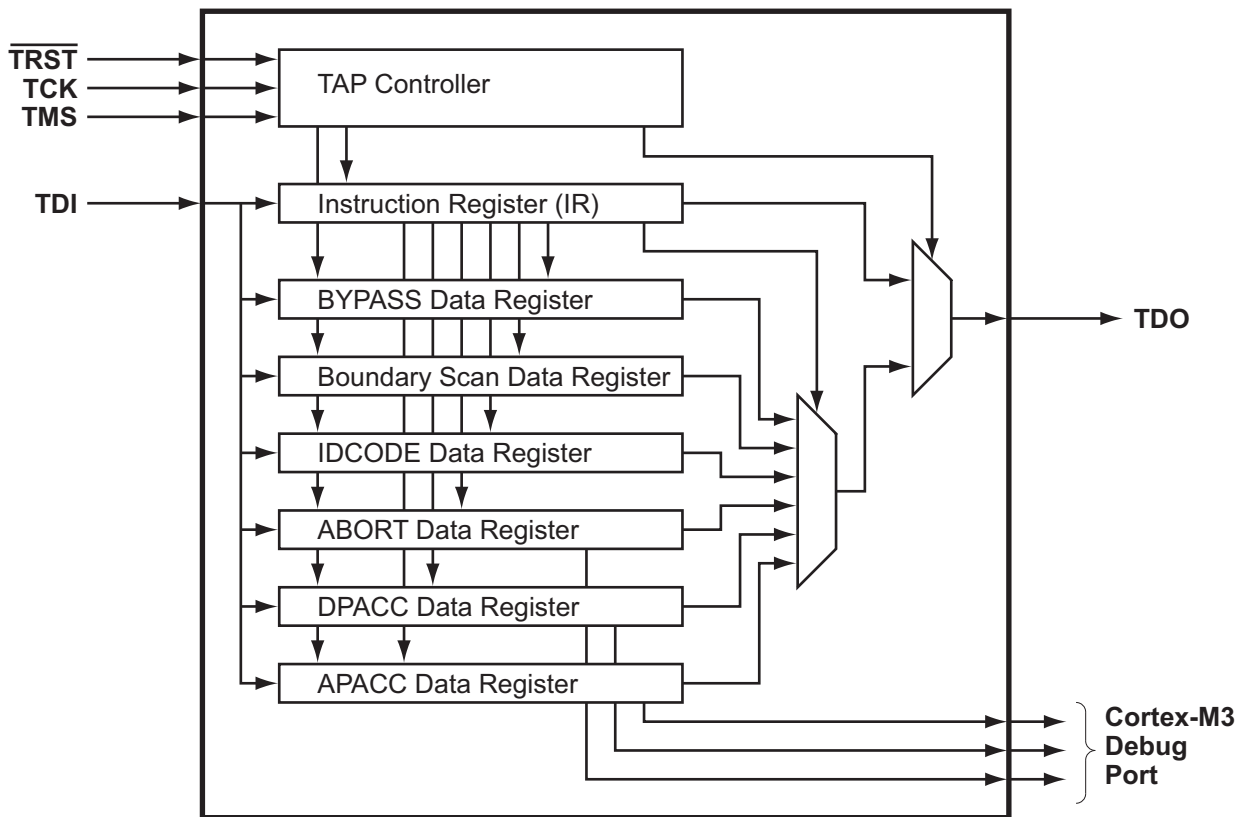 TRST
TCK
TMS
TAP Controller
TDI
Instruction Register (IR)
BYPASS Data Register
TDO
Boundary Scan Data Register
IDCODE Data Register
ABORT Data Register
DPACC Data Register
APACC Data Register
Cortex-M3
Debug
Port